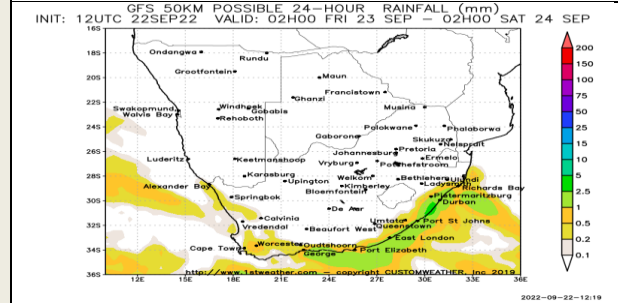 GFS 50KM POSSIBLE 24-HOUR RAINFALL (mm)
INIT: 12UTC 22SEP22 VALID: 02H00 FRI 23 SEP – 02H00 SAT 24 SEP
16S
Ondangwa
Rundu
200
18S
150
Grootfontein
Maun
100
20S
Francistown
75
Ghanzi
22S
Swakopmund
Windhoek
Gobabis
Musina
50
Walvis Bay
Rehoboth
24S
Polokwane
Phalaborwa
25
Gaborone
Skukuza
15
Pretoria
Nelspruit
26S
Johannesburg
Luderitz
Keetmanshoop
Vryburg
Potchefstroom
Ermelo
10
28S
Karasburg
Upington
Welkom
Bethlehem
Ulundi
5
Alexander Bay
Kimberley
Ladysmith
Richards Bay
Bloemfontein
2.5
Springbok
Pietermaritzburg
30S
De Aar
Durban
1
Calvinia
Umtata
Port St Johns
0.5
32S
Vredendal
Beaufort West
Queenstown
East London
0.2
34S
Cape Town
Worcester
Oudtshoorn
George
Port Elizabeth
0.1
36S
http://www.1stweather.com – copyright CUSTOMWEATHER, Inc 2019
12E 15E 18E 21E 24E 27E 30E 33E 36E
2022-09-22-12:19